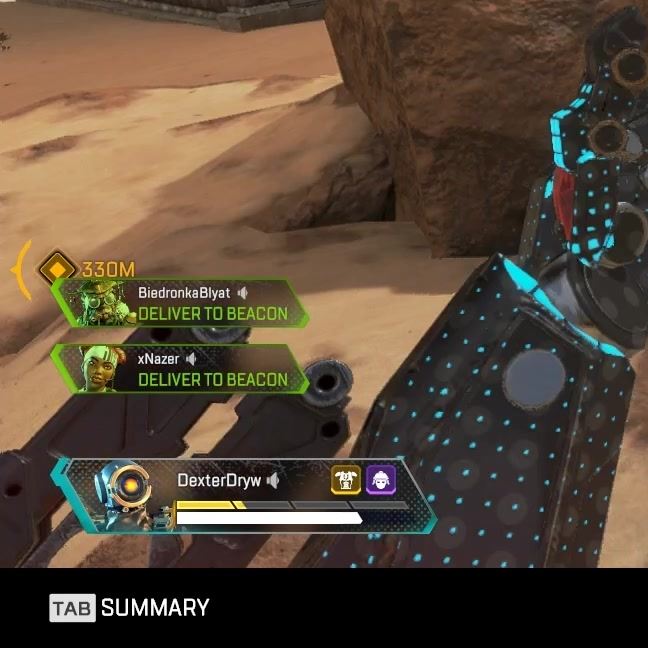 330M
BiedronkaBlyat
DELIVER TO BEACON
xNazer
DELIVER TO BEACON
DexterDryw
TAB SUMMARY